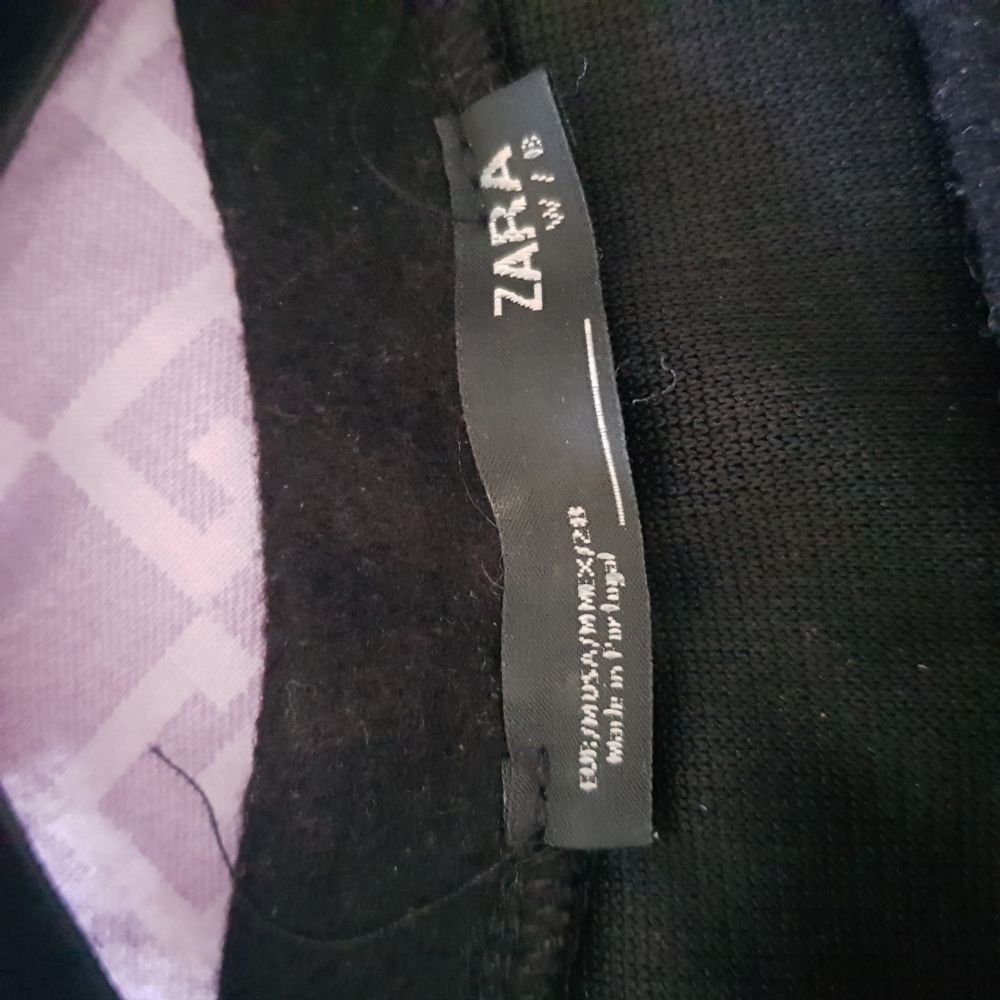 ZARA
W / B
EUR/M USA/M MEX/28
Made in Portugal